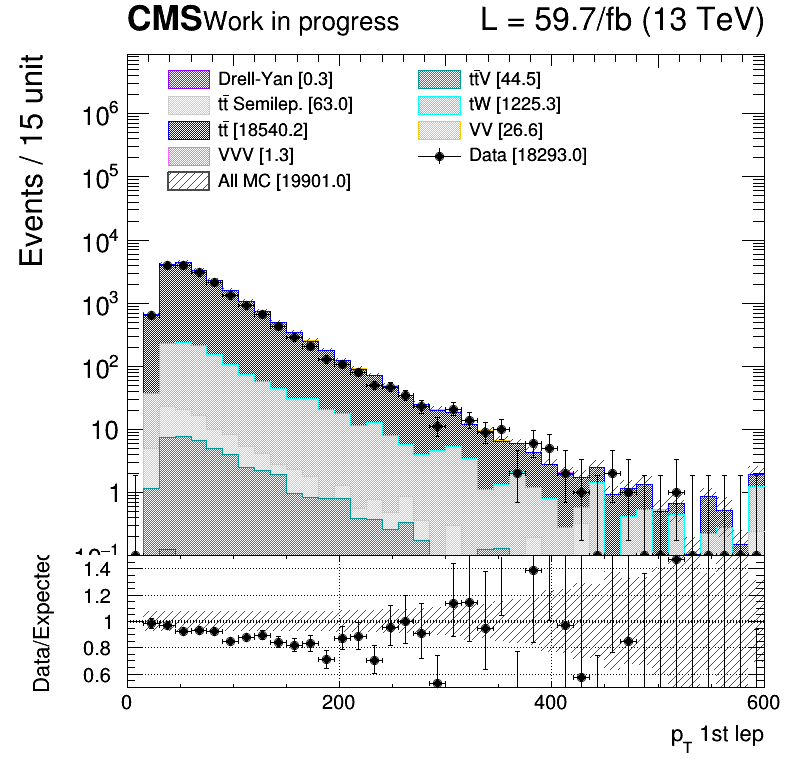 CMS Work in progress L = 59.7/fb (13 TeV)
Events / 15 unit
Drell-Yan [0.3]
tt̄ Semilep. [63.0]
tt̄ [18540.2]
VVV [1.3]
All MC [19901.0]
tt̄V [44.5]
tW [1225.3]
VV [26.6]
Data [18293.0]
10⁶
10⁵
10⁴
10³
10²
10
1
10⁻¹
Data/Expected
1.4
1.2
1
0.8
0.6
0 200 400 600
p_T 1st lep